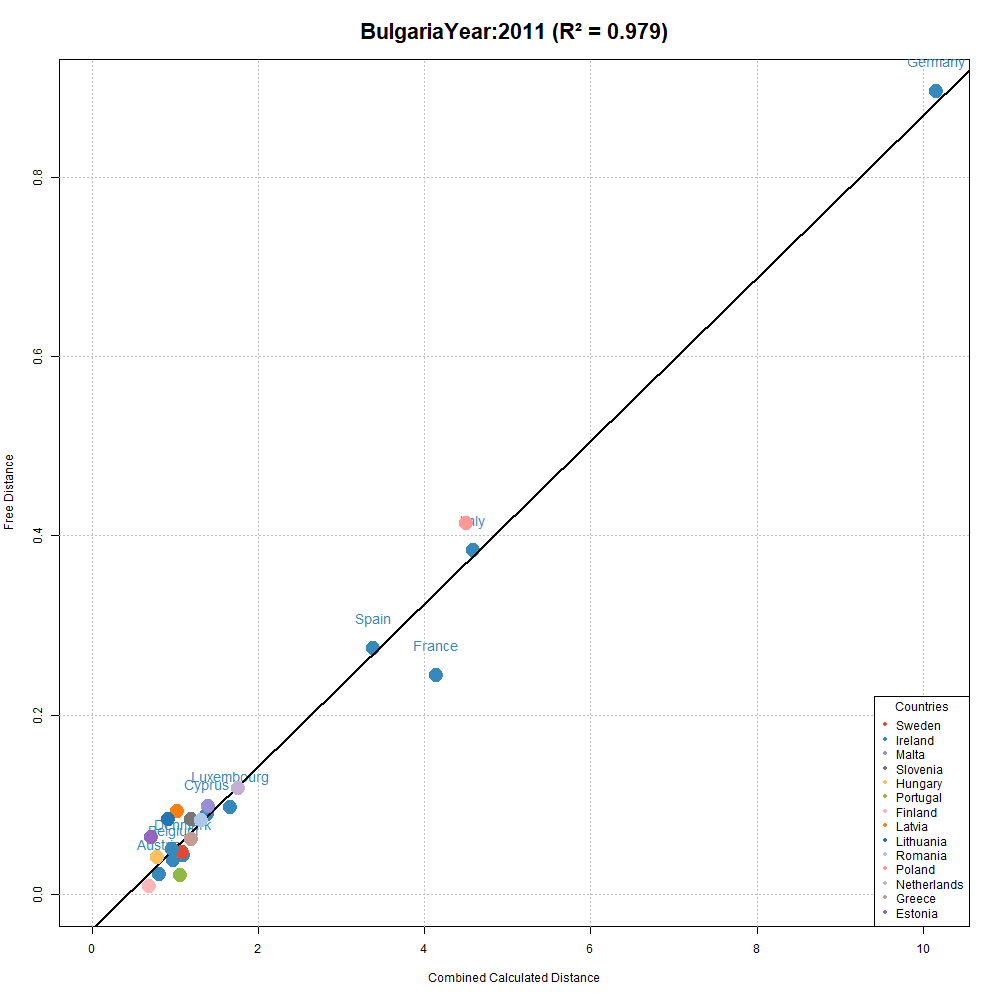 BulgariaYear:2011 (R² = 0.979)
Germany
0.8
0.6
Free Distance
0.4
Spain
France
0.2
Luxembourg
Cyprus
Denmark
Belgium
0.0
Countries
Sweden
Ireland
Malta
Slovenia
Hungary
Portugal
Finland
Latvia
Lithuania
Romania
Poland
Netherlands
Greece
Estonia
0 2 4 6 8 10
Combined Calculated Distance